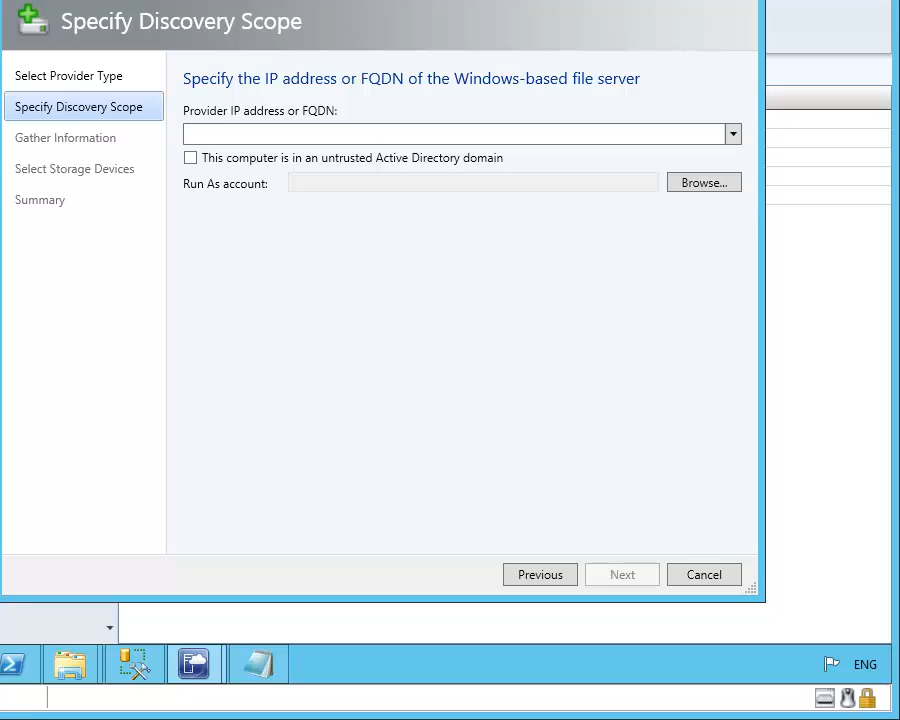 Specify Discovery Scope
Select Provider Type
Specify Discovery Scope
Gather Information
Select Storage Devices
Summary
Specify the IP address or FQDN of the Windows-based file server
Provider IP address or FQDN:
This computer is in an untrusted Active Directory domain
Run As account:
Browse...
Previous
Next
Cancel
ENG